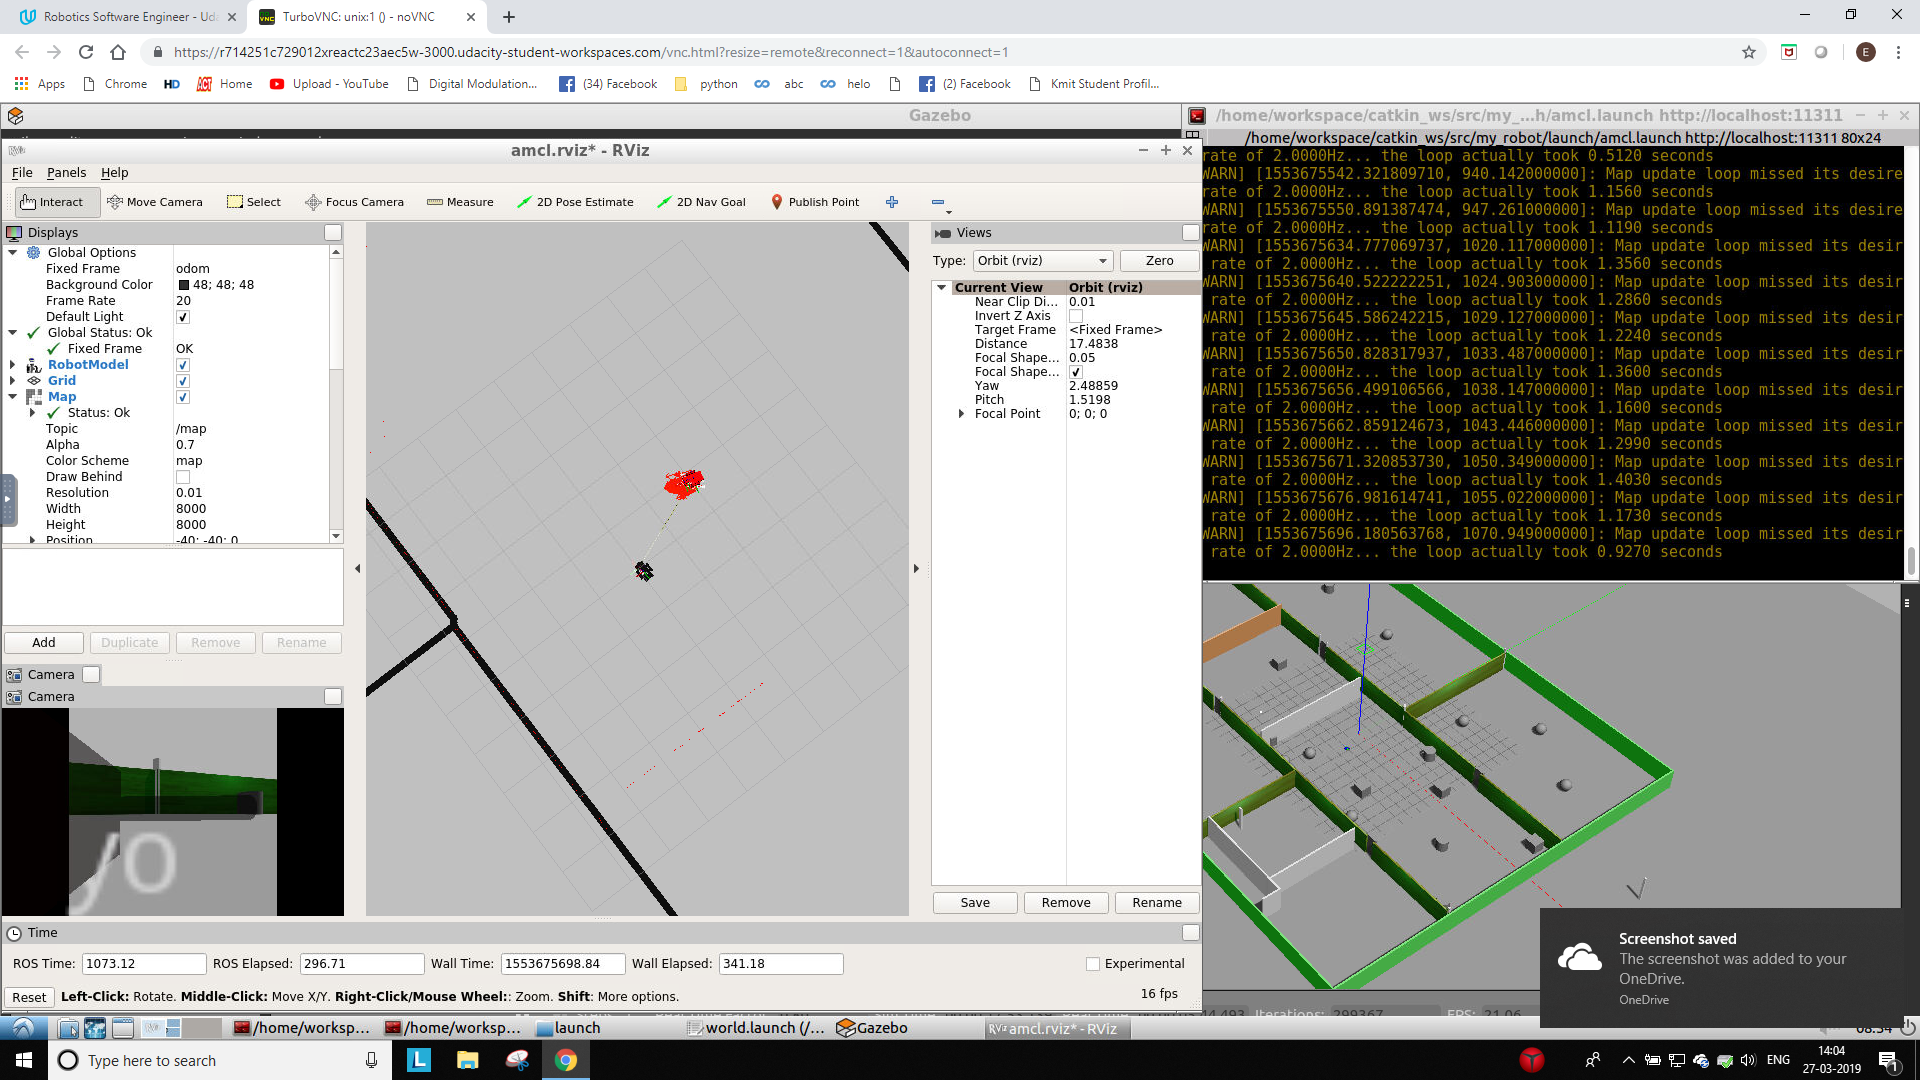 Robotics Software Engineer - Ud
TurboVNC: unix:1 () - noVNC
https://r714251c729012xreactc23aec5w-3000.udacity-student-workspaces.com/vnc.html?resize=remote&reconnect=1&autoconnect=1
E
Apps
Chrome
HD
ACT
Home
Upload - YouTube
Digital Modulation...
(34) Facebook
python
abc
helo
(2) Facebook
Kmit Student Profil...
Gazebo
/home/workspace/catkin_ws/src/my_...h/amcl.launch http://localhost:11311
amcl.rviz* - RViz
File Panels Help
Interact
Move Camera
Select
Focus Camera
Measure
2D Pose Estimate
2D Nav Goal
Publish Point
Displays
Global Options
Fixed Frame odom
Background Color 48; 48; 48
Frame Rate 20
Default Light
Global Status: Ok
Fixed Frame OK
RobotModel
Grid
Map
Status: Ok
Topic /map
Alpha 0.7
Color Scheme map
Draw Behind
Resolution 0.01
Width 8000
Height 8000
Position -40; -40; 0
Add Duplicate Remove Rename
Camera
Camera
yo
Views
Type: Orbit (rviz) Zero
Current View Orbit (rviz)
Near Clip Di... 0.01
Invert Z Axis
Target Frame <Fixed Frame>
Distance 17.4838
Focal Shape... 0.05
Focal Shape...
Yaw 2.48859
Pitch 1.5198
Focal Point 0; 0; 0
Save Remove Rename
/home/workspace/catkin_ws/src/my_robot/launch/amcl.launch http://localhost:11311 80x24
rate of 2.0000Hz... the loop actually took 0.5120 seconds
WARN] [1553675542.321809710, 940.142000000]: Map update loop missed its desire
rate of 2.0000Hz... the loop actually took 1.1560 seconds
WARN] [1553675550.891387474, 947.261000000]: Map update loop missed its desire
rate of 2.0000Hz... the loop actually took 1.1190 seconds
WARN] [1553675634.777069737, 1020.117000000]: Map update loop missed its desir
rate of 2.0000Hz... the loop actually took 1.3560 seconds
WARN] [1553675640.522222251, 1024.903000000]: Map update loop missed its desir
rate of 2.0000Hz... the loop actually took 1.2860 seconds
WARN] [1553675645.586242215, 1029.127000000]: Map update loop missed its desir
rate of 2.0000Hz... the loop actually took 1.2240 seconds
WARN] [1553675650.828317937, 1033.487000000]: Map update loop missed its desir
rate of 2.0000Hz... the loop actually took 1.3600 seconds
WARN] [1553675656.499106566, 1038.147000000]: Map update loop missed its desir
rate of 2.0000Hz... the loop actually took 1.1600 seconds
WARN] [1553675662.859124673, 1043.446000000]: Map update loop missed its desir
rate of 2.0000Hz... the loop actually took 1.2990 seconds
WARN] [1553675671.320853730, 1050.349000000]: Map update loop missed its desir
rate of 2.0000Hz... the loop actually took 1.4030 seconds
WARN] [1553675676.981614741, 1055.022000000]: Map update loop missed its desir
rate of 2.0000Hz... the loop actually took 1.1730 seconds
WARN] [1553675696.180563768, 1070.949000000]: Map update loop missed its desir
rate of 2.0000Hz... the loop actually took 0.9270 seconds
Time
ROS Time: 1073.12 ROS Elapsed: 296.71 Wall Time: 1553675698.84 Wall Elapsed: 341.18 Experimental
Reset Left-Click: Rotate. Middle-Click: Move X/Y. Right-Click/Mouse Wheel:: Zoom. Shift: More options. 16 fps
Screenshot saved
The screenshot was added to your
OneDrive.
OneDrive
/home/worksp...
/home/worksp...
launch
world.launch (/...
Gazebo
RViz amcl.rviz* - RViz
08:34
Type here to search
L
ENG
14:04
27-03-2019
1